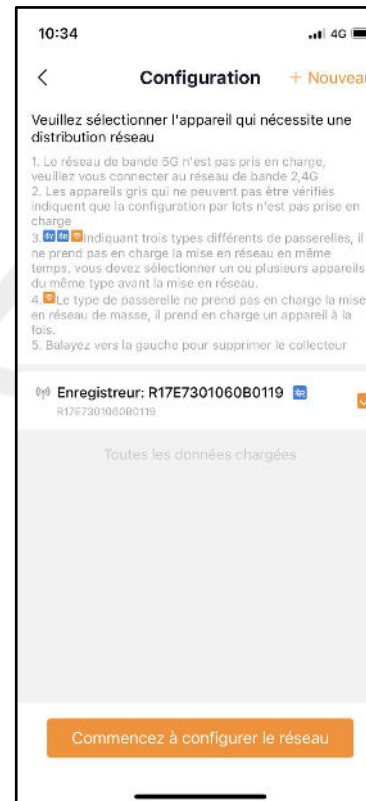 10:34
4G
Configuration + Nouveau
Veuillez sélectionner l'appareil qui nécessite une
distribution réseau
1. Le réseau de bande 5G n'est pas pris en charge,
veuillez vous connecter au réseau de bande 2,4G
2. Les appareils gris qui ne peuvent pas être vérifiés
indiquent que la configuration par lots n'est pas prise en
charge
3. Indiquant trois types différents de passerelles, il
ne prend pas en charge la mise en réseau en même
temps, vous devez sélectionner un ou plusieurs appareils
du même type avant la mise en réseau.
4. Le type de passerelle ne prend pas en charge la mise
en réseau de masse, il prend en charge un appareil à la
fois.
5. Balayez vers la gauche pour supprimer le collecteur
Enregistreur: R17E7301060B0119
R17E7301060B0119
Toutes les données chargées
Commencez à configurer le réseau